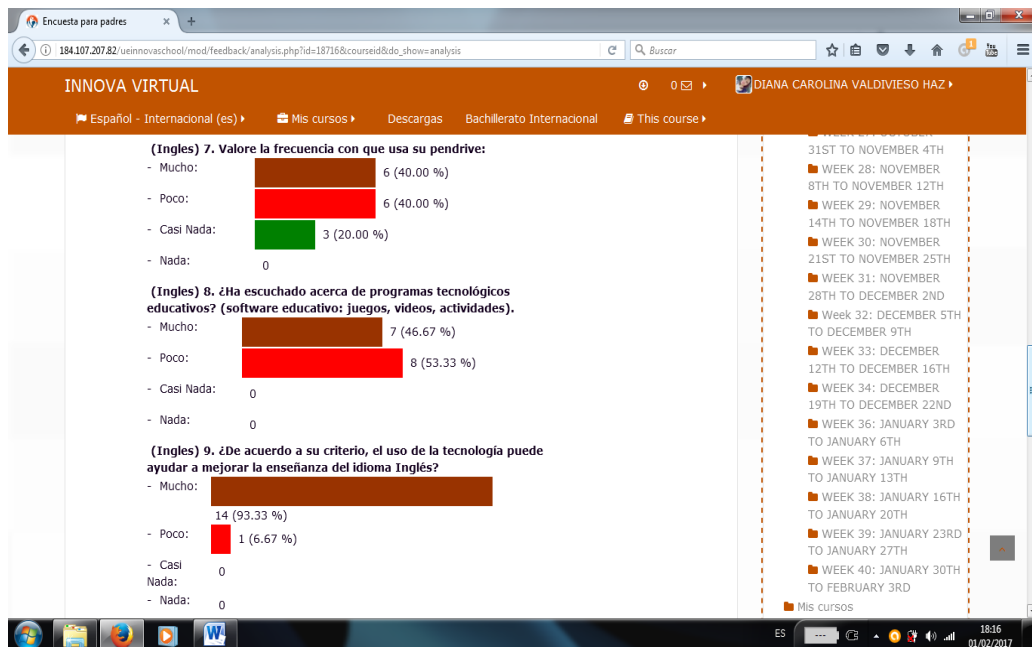 Encuesta para padres
184.107.207.82/ueinnovaschool/mod/feedback/analysis.php?id=18716&courseid&do_show=analysis
Buscar
INNOVA VIRTUAL
0
DIANA CAROLINA VALDIVIESO HAZ
Español - Internacional (es)
Mis cursos
Descargas
Bachillerato Internacional
This course
(Ingles) 7. Valore la frecuencia con que usa su pendrive:
- Mucho:
6 (40.00 %)
- Poco:
6 (40.00 %)
- Casi Nada:
3 (20.00 %)
- Nada:
0
(Ingles) 8. ¿Ha escuchado acerca de programas tecnológicos
educativos? (software educativo: juegos, videos, actividades).
- Mucho:
7 (46.67 %)
- Poco:
8 (53.33 %)
- Casi Nada:
0
- Nada:
0
(Ingles) 9. ¿De acuerdo a su criterio, el uso de la tecnología puede
ayudar a mejorar la enseñanza del idioma Inglés?
- Mucho:
14 (93.33 %)
- Poco:
1 (6.67 %)
- Casi
Nada:
0
- Nada:
0
31ST TO NOVEMBER 4TH
WEEK 28: NOVEMBER
8TH TO NOVEMBER 12TH
WEEK 29: NOVEMBER
14TH TO NOVEMBER 18TH
WEEK 30: NOVEMBER
21ST TO NOVEMBER 25TH
WEEK 31: NOVEMBER
28TH TO DECEMBER 2ND
Week 32: DECEMBER 5TH
TO DECEMBER 9TH
WEEK 33: DECEMBER
12TH TO DECEMBER 16TH
WEEK 34: DECEMBER
19TH TO DECEMBER 22ND
WEEK 36: JANUARY 3RD
TO JANUARY 6TH
WEEK 37: JANUARY 9TH
TO JANUARY 13TH
WEEK 38: JANUARY 16TH
TO JANUARY 20TH
WEEK 39: JANUARY 23RD
TO JANUARY 27TH
WEEK 40: JANUARY 30TH
TO FEBRUARY 3RD
Mis cursos
ES
18:16
01/02/2017